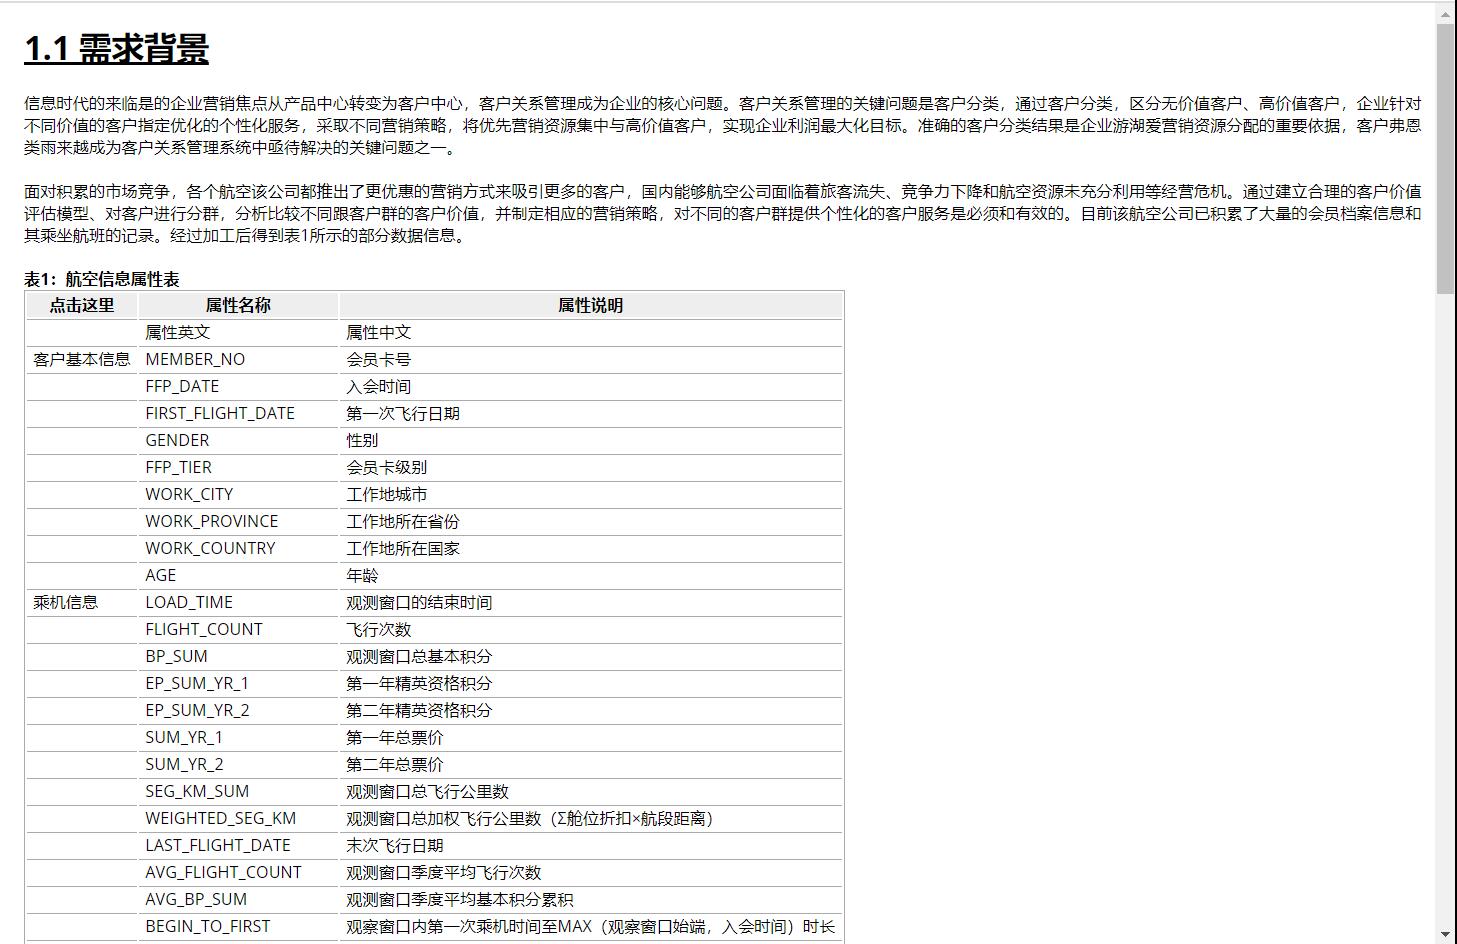 1.1 需求背景
信息时代的来临是的企业营销焦点从产品中心转变为客户中心，客户关系管理成为企业的核心问题。客户关系管理的关键问题是客户分类，通过客户分类，区分无价值客户、高价值客户，企业针对
不同价值的客户指定优化的个性化服务，采取不同营销策略，将优先营销资源集中与高价值客户，实现企业利润最大化目标。准确的客户分类结果是企业游湖爱营销资源分配的重要依据，客户弗恩
类雨来越成为客户关系管理系统中亟待解决的关键问题之一。
面对积累的市场竞争，各个航空该公司都推出了更优惠的营销方式来吸引更多的客户，国内能够航空公司面临着旅客流失、竞争力下降和航空资源未充分利用等经营危机。通过建立合理的客户价值
评估模型、对客户进行分群，分析比较不同跟客户群的客户价值，并制定相应的营销策略，对不同的客户群提供个性化的客户服务是必须和有效的。目前该航空公司已积累了大量的会员档案信息和
其乘坐航班的记录。经过加工后得到表1所示的部分数据信息。
表1：航空信息属性表
点击这里 属性名称 属性说明
属性英文 属性中文
客户基本信息 MEMBER_NO 会员卡号
FFP_DATE 入会时间
FIRST_FLIGHT_DATE 第一次飞行日期
GENDER 性别
FFP_TIER 会员卡级别
WORK_CITY 工作地城市
WORK_PROVINCE 工作地所在省份
WORK_COUNTRY 工作地所在国家
AGE 年龄
乘机信息 LOAD_TIME 观测窗口的结束时间
FLIGHT_COUNT 飞行次数
BP_SUM 观测窗口总基本积分
EP_SUM_YR_1 第一年精英资格积分
EP_SUM_YR_2 第二年精英资格积分
SUM_YR_1 第一年总票价
SUM_YR_2 第二年总票价
SEG_KM_SUM 观测窗口总飞行公里数
WEIGHTED_SEG_KM 观测窗口总加权飞行公里数（Σ舱位折扣×航段距离）
LAST_FLIGHT_DATE 末次飞行日期
AVG_FLIGHT_COUNT 观测窗口季度平均飞行次数
AVG_BP_SUM 观测窗口季度平均基本积分累积
BEGIN_TO_FIRST 观察窗口内第一次乘机时间至MAX（观察窗口始端，入会时间）时长